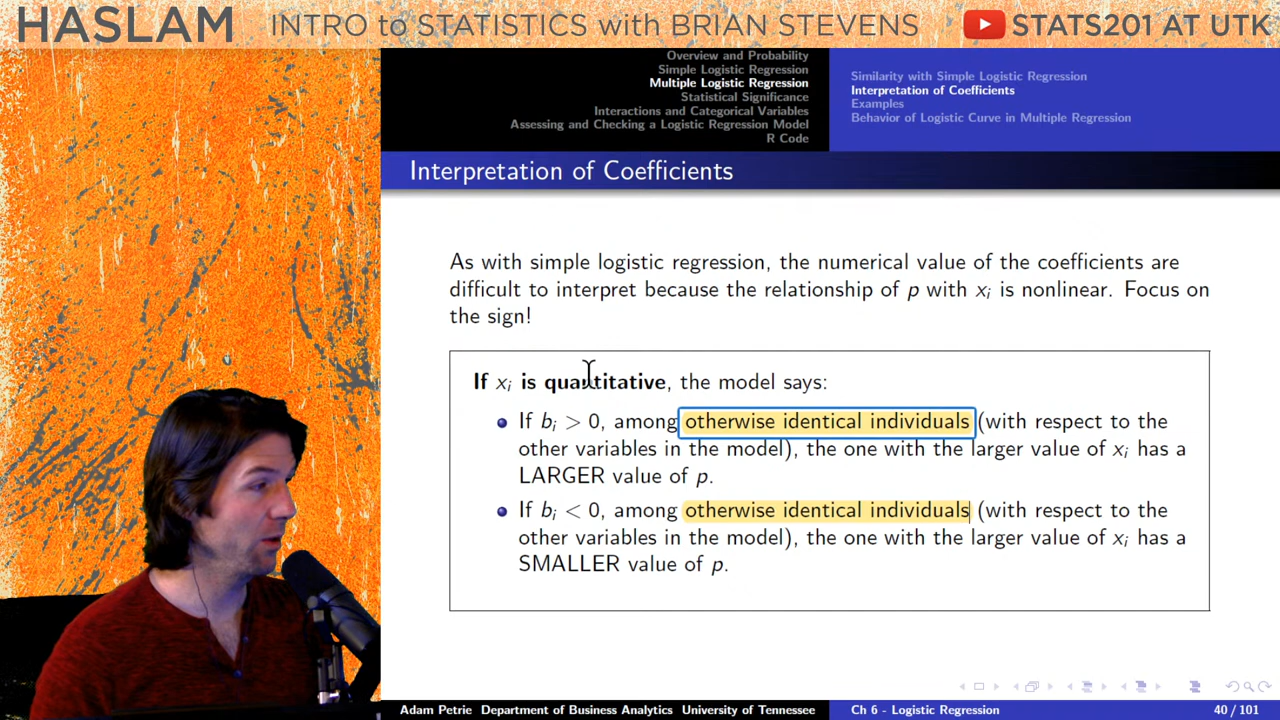 HASLAM INTRO to STATISTICS with BRIAN STEVENS STATS201 AT UTK
Overview and Probability
Simple Logistic Regression
Multiple Logistic Regression
Statistical Significance
Interactions and Categorical Variables
Assessing and Checking a Logistic Regression Model
R Code
Similarity with Simple Logistic Regression
Interpretation of Coefficients
Examples
Behavior of Logistic Curve in Multiple Regression
Interpretation of Coefficients
As with simple logistic regression, the numerical value of the coefficients are
difficult to interpret because the relationship of p with xᵢ is nonlinear. Focus on
the sign!
If xᵢ is quantitative, the model says:
If bᵢ > 0, among otherwise identical individuals (with respect to the
other variables in the model), the one with the larger value of xᵢ has a
LARGER value of p.
If bᵢ < 0, among otherwise identical individuals (with respect to the
other variables in the model), the one with the larger value of xᵢ has a
SMALLER value of p.
Adam Petrie Department of Business Analytics University of Tennessee Ch 6 - Logistic Regression 40 / 101